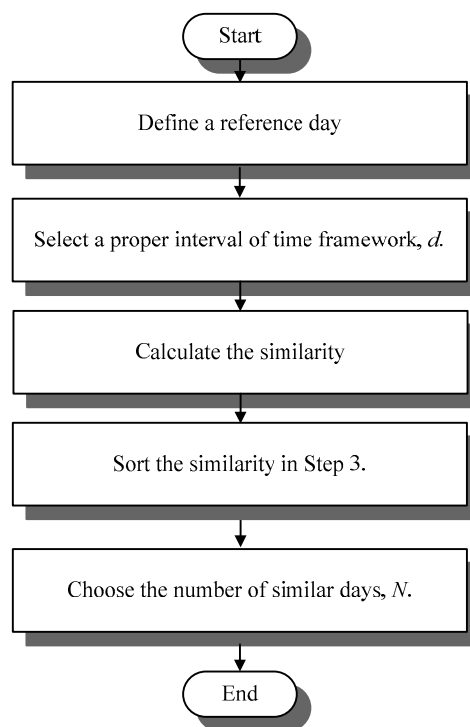 Start
Define a reference day
Select a proper interval of time framework, d.
Calculate the similarity
Sort the similarity in Step 3.
Choose the number of similar days, N.
End